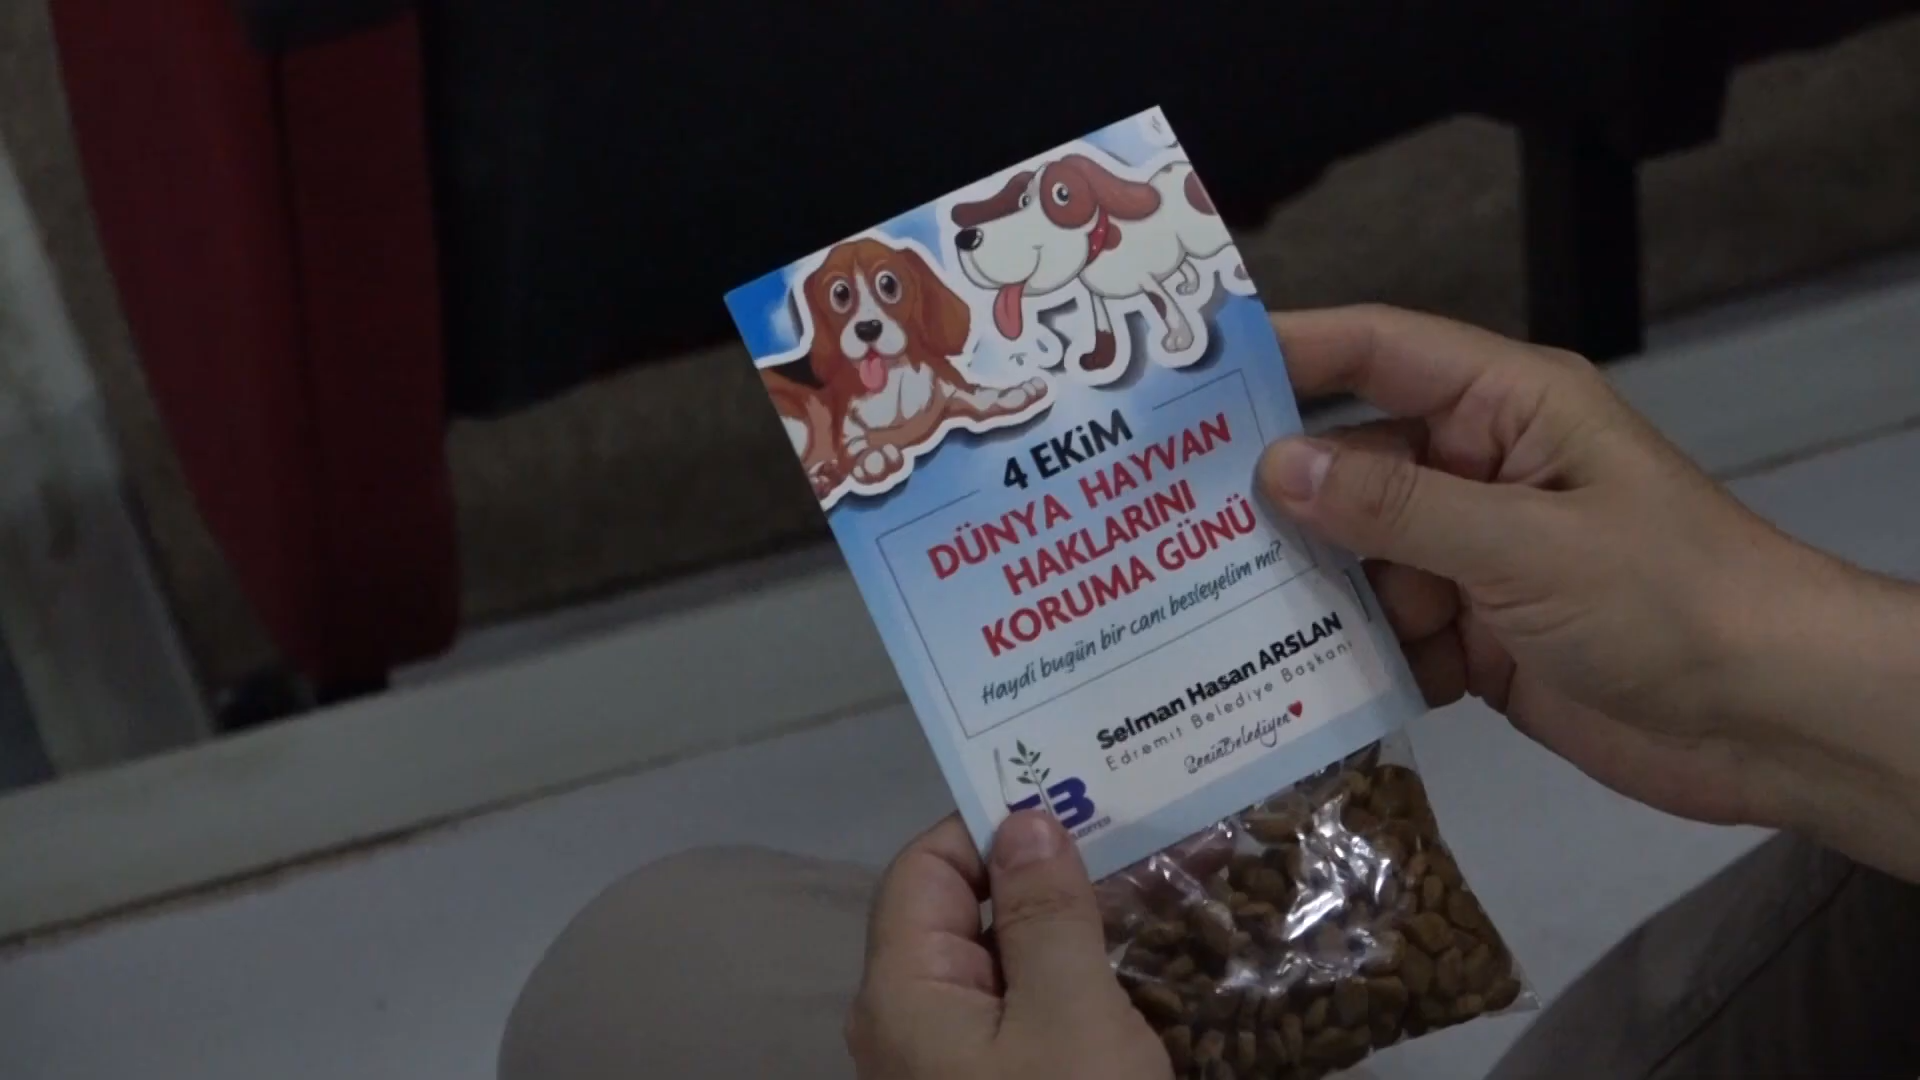 4 EKİM
DÜNYA HAYVAN
HAKLARINI
KORUMA GÜNÜ
Haydi bugün bir canı besleyelim mi?
Selman Hasan ARSLAN
Edremit Belediye Başkanı
SeninBelediyen